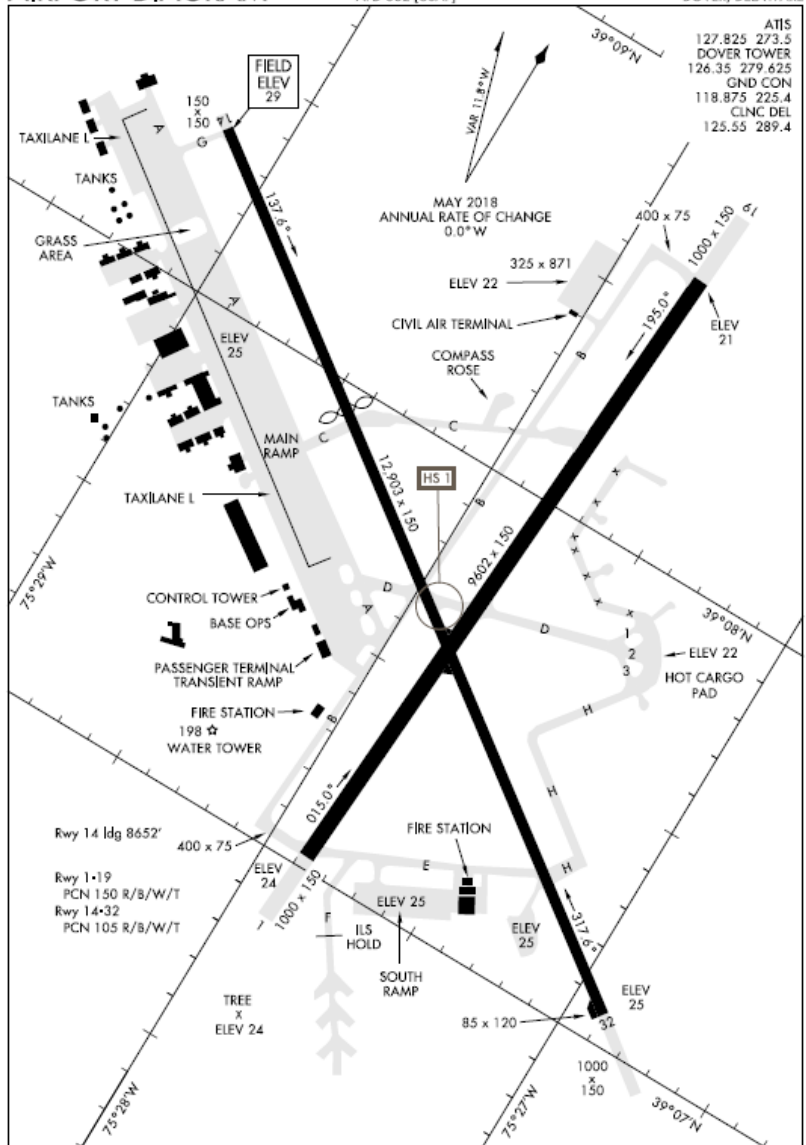 39°09'N
ATIS
127.825 273.5
DOVER TOWER
126.35 279.625
GND CON
118.875 225.4
CLNC DEL
125.55 289.4
FIELD
ELEV
29
VAR 11.8°W
150
x
150
14
A
G
TAXILANE L
TANKS
137.6°
MAY 2018
ANNUAL RATE OF CHANGE
0.0°W
400 x 75
1000 x 150
19
GRASS
AREA
325 x 871
ELEV 22
195.0°
A
CIVIL AIR TERMINAL
ELEV
21
ELEV
25
B
COMPASS
ROSE
TANKS
C
C
MAIN
RAMP
12,903 x 150
HS 1
TAXILANE L
B
9602 x 150
x
x
x
x
x
x
x
75°29'W
CONTROL TOWER
D
39°08'N
BASE OPS
A
D
1
2
3
ELEV 22
HOT CARGO
PAD
PASSENGER TERMINAL
TRANSIENT RAMP
FIRE STATION
B
H
198
WATER TOWER
015.0°
H
Rwy 14 ldg 8652'
400 x 75
FIRE STATION
ELEV
24
E
H
Rwy 1-19
PCN 150 R/B/W/T
Rwy 14-32
PCN 105 R/B/W/T
1000 x 150
1
ELEV 25
F
ILS
HOLD
ELEV
25
317.6°
SOUTH
RAMP
TREE
x
ELEV 24
ELEV
25
85 x 120
32
1000
x
150
75°28'W
75°27'W
39°07'N